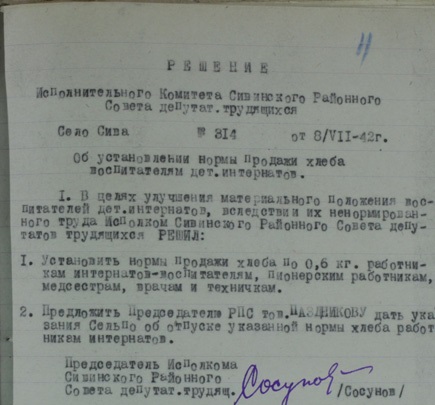 11
РЕШЕНИЕ
Исполнительного Комитета Сивинского Районного
Совета депутат.трудящихся
Село Сива № 314 от 8/VII-42г.
Об установлении нормы продажи хлеба
воспитателям дет.интернатов.
I. В целях улучшения материального положения вос-
питателей дет.интернатов, вследствии их ненормирован-
ного труда Исполком Сивинского Районного Совета депу-
татов трудящихся РЕШИЛ:
I. Установить нормы продажи хлеба по 0,6 кг. работни-
кам интернатов-воспитателям, пионерским работникам,
медсестрам, врачам и техничкам.
2. Предложить Председателю РПС тов.ПАЗДНИКОВУ дать ука
зания Сельпо об отпуске указанной нормы хлеба работ
никам интернатов.
Председатель Исполкома
Сивинского Районного
Совета депутат.трудящ. Сосунов /Сосунов/